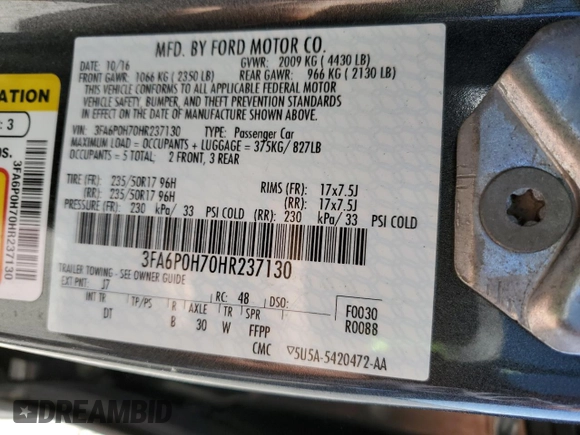 MFD. BY FORD MOTOR CO.
DATE: 10/16 GVWR: 2009 KG ( 4430 LB)
FRONT GAWR: 1066 KG ( 2350 LB) REAR GAWR: 966 KG ( 2130 LB)
THIS VEHICLE CONFORMS TO ALL APPLICABLE FEDERAL MOTOR
VEHICLE SAFETY, BUMPER, AND THEFT PREVENTION STANDARDS
IN EFFECT ON THE DATE OF MANUFACTURE SHOWN ABOVE.
VIN: 3FA6P0H70HR237130 TYPE: Passenger Car
MAXIMUM LOAD = OCCUPANTS + LUGGAGE = 375KG/ 827LB
OCCUPANTS = 5 TOTAL: 2 FRONT, 3 REAR
TIRE (FR): 235/50R17 96H RIMS (FR): 17x7.5J
(RR): 235/50R17 96H (RR): 17x7.5J
PRESSURE (FR): 230 kPa/ 33 PSI COLD (RR): 230 kPa/ 33 PSI COLD
3FA6P0H70HR237130
TRAILER TOWING - SEE OWNER GUIDE
EXT PNT: J7 RC: 48 DSO: F0030
INT TR TP/PS R AXLE TR SPR R0088
DT B 30 W FFPP
CMC ▽5U5A-5420472-AA
ATION
: 3
os.
3FA6P0H70HR237130
DREAMBID